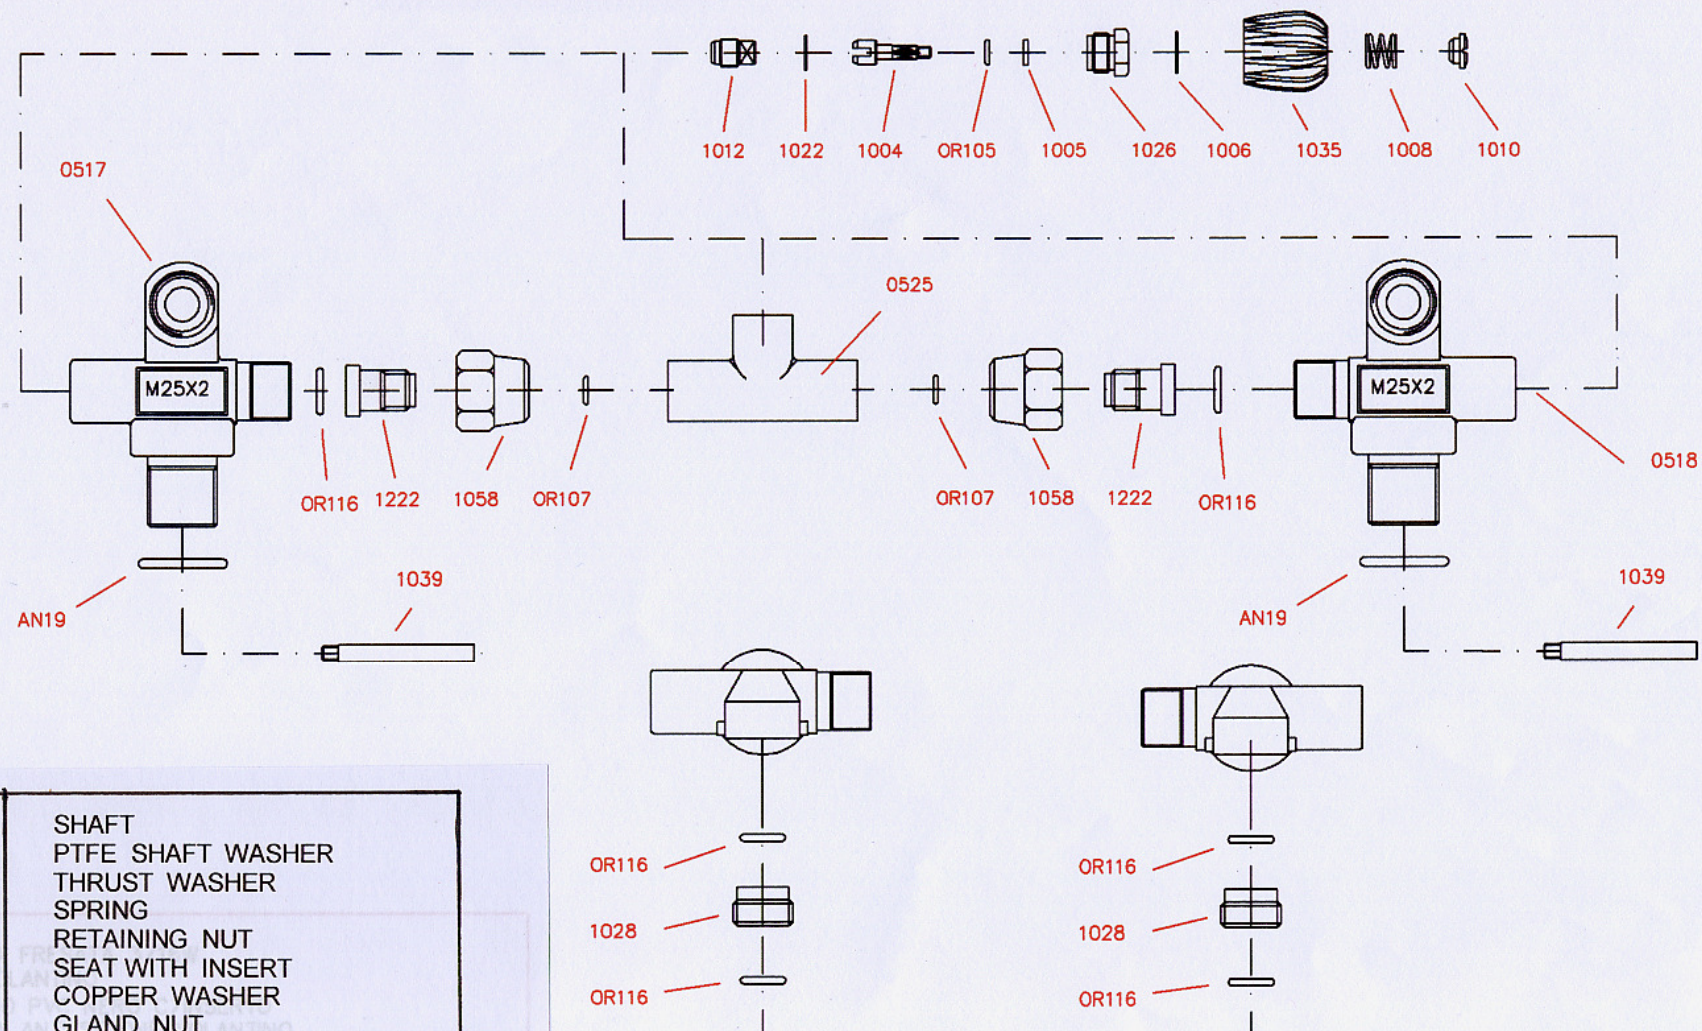 1012 1022 1004 OR105 1005 1026 1006 1035 1008 1010
0517
0525
M25X2 M25X2
0518
OR116 1222 1058 OR107 OR107 1058 1222 OR116
1039 1039
AN19 AN19
OR116 OR116
1028 1028
OR116 OR116
SHAFT
PTFE SHAFT WASHER
THRUST WASHER
SPRING
RETAINING NUT
SEAT WITH INSERT
COPPER WASHER
GLAND NUT